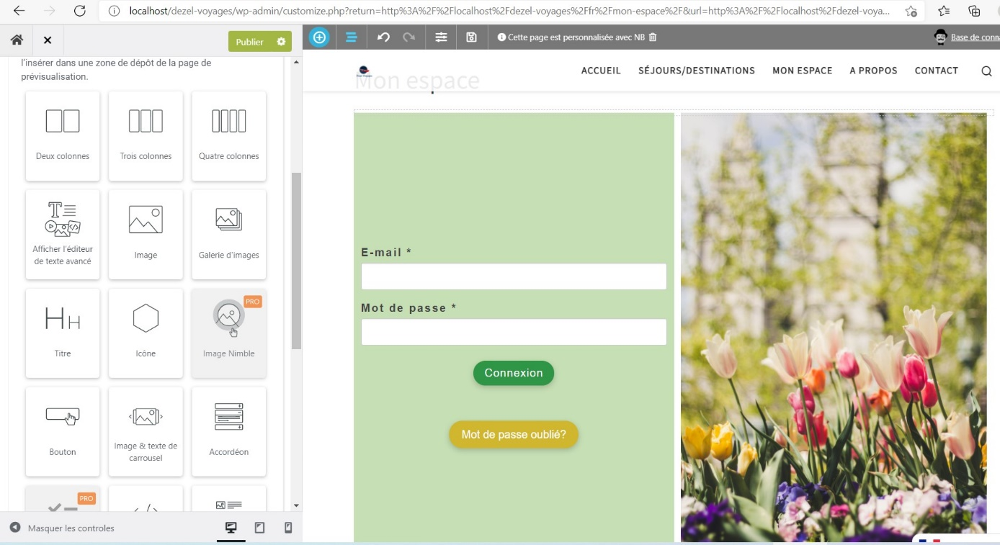 localhost/dezel-voyages/wp-admin/customize.php?return=http%3A%2F%2Flocalhost%2Fdezel-voyages%2Ffr%2Fmon-espace%2F&url=http%3A%2F%2Flocalhost%2Fdezel-voya...
Publier
Cette page est personnalisée avec NB
Base de conn
l'insérer dans une zone de dépôt de la page de
prévisualisation.
Mon espace
ACCUEIL SÉJOURS/DESTINATIONS MON ESPACE A PROPOS CONTACT
Deux colonnes
Trois colonnes
Quatre colonnes
Afficher l'éditeur
de texte avancé
Image
Galerie d'images
Titre
Icône
PRO
Image Nimble
Bouton
Image & texte de
carrousel
Accordéon
PRO
Masquer les controles
E-mail *
Mot de passe *
Connexion
Mot de passe oublié?